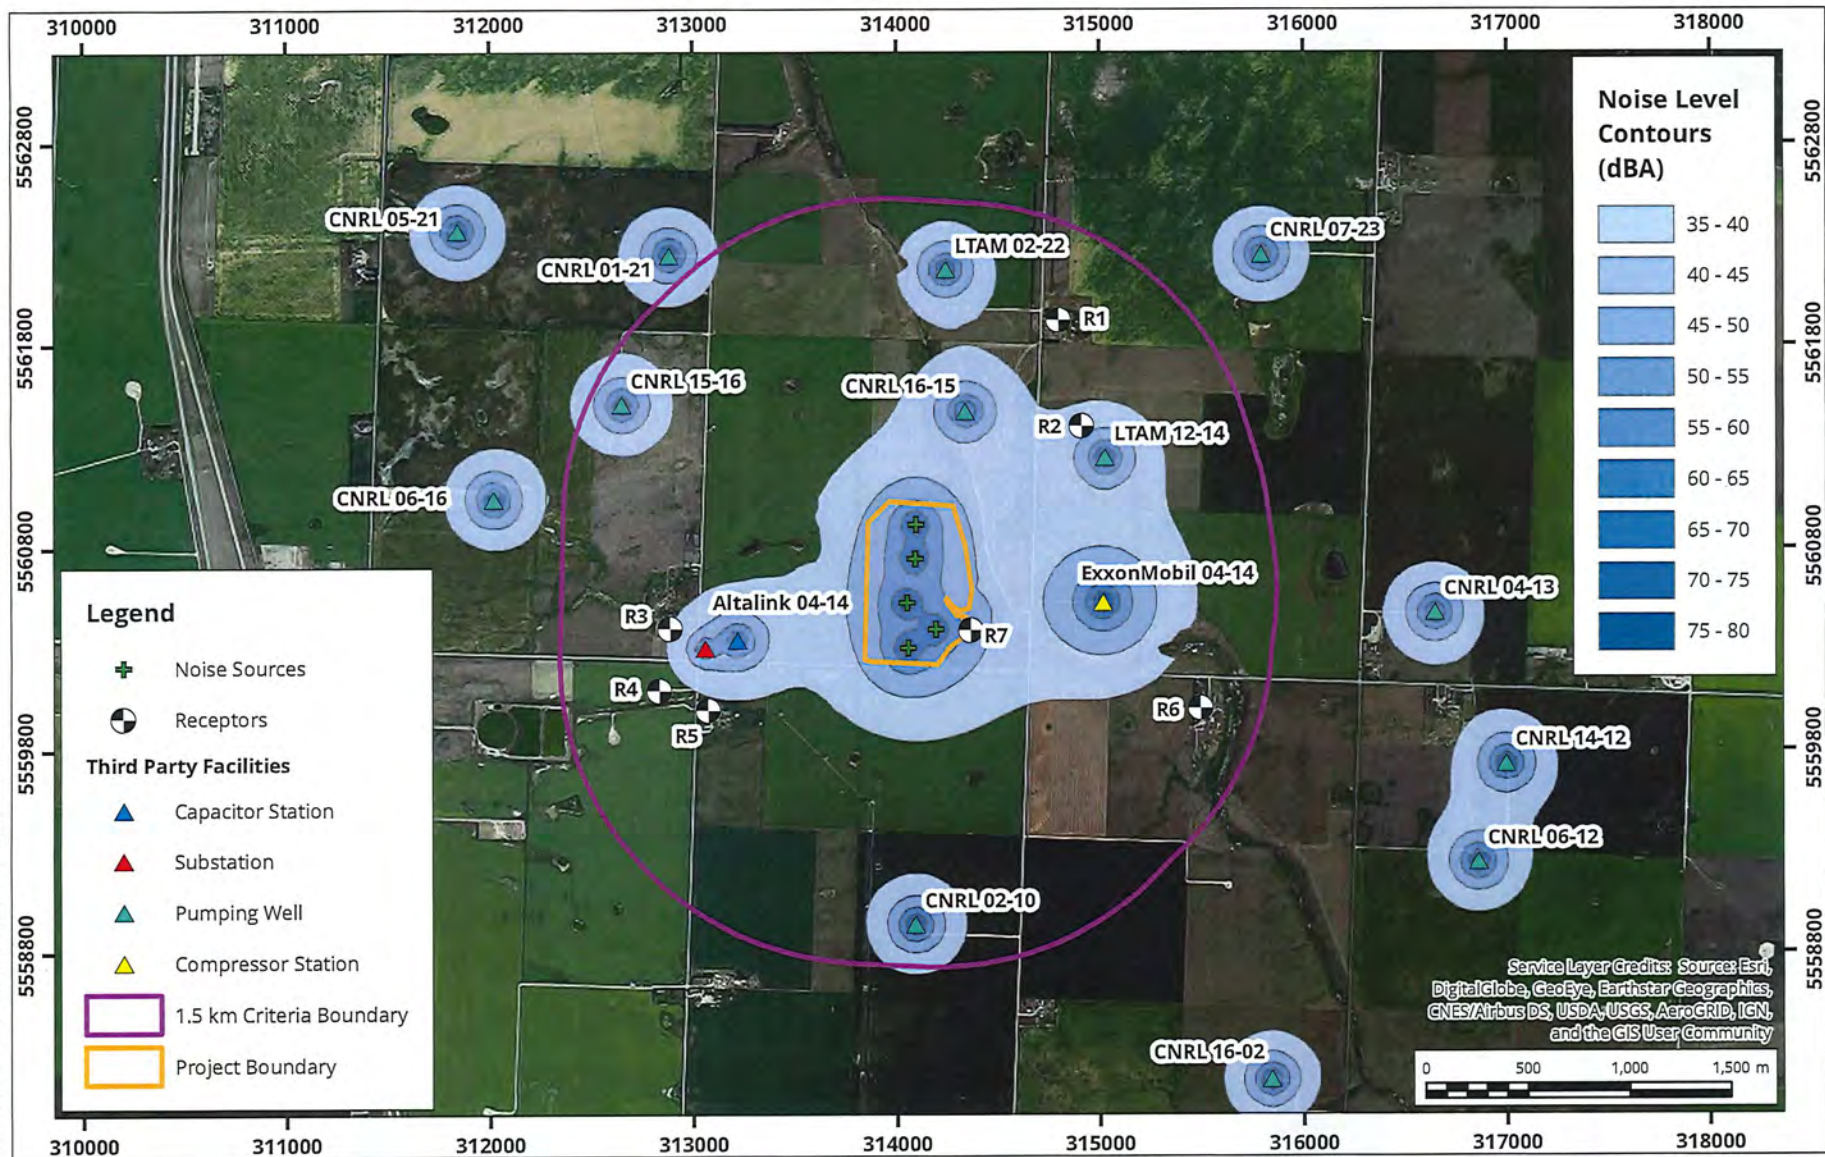 310000 311000 312000 313000 314000 315000 316000 317000 318000
5562800
5561800
5560800
5559800
5558800
5562800
5561800
5560800
5559800
5558800
CNRL 05-21
CNRL 01-21
LTAM 02-22
CNRL 07-23
R1
CNRL 15-16
CNRL 16-15
R2
LTAM 12-14
CNRL 06-16
ExxonMobil 04-14
CNRL 04-13
Altalink 04-14
R3
R7
R4
R5
R6
CNRL 14-12
CNRL 06-12
CNRL 02-10
CNRL 16-02
Noise Level
Contours
(dBA)
35 - 40
40 - 45
45 - 50
50 - 55
55 - 60
60 - 65
65 - 70
70 - 75
75 - 80
Legend
Noise Sources
Receptors
Third Party Facilities
Capacitor Station
Substation
Pumping Well
Compressor Station
1.5 km Criteria Boundary
Project Boundary
Service Layer Credits: Source: Esri,
DigitalGlobe, GeoEye, Earthstar Geographics,
CNES/Airbus DS, USDA, USGS, AeroGRID, IGN,
and the GIS User Community
0 500 1,000 1,500 m
310000 311000 312000 313000 314000 315000 316000 317000 318000